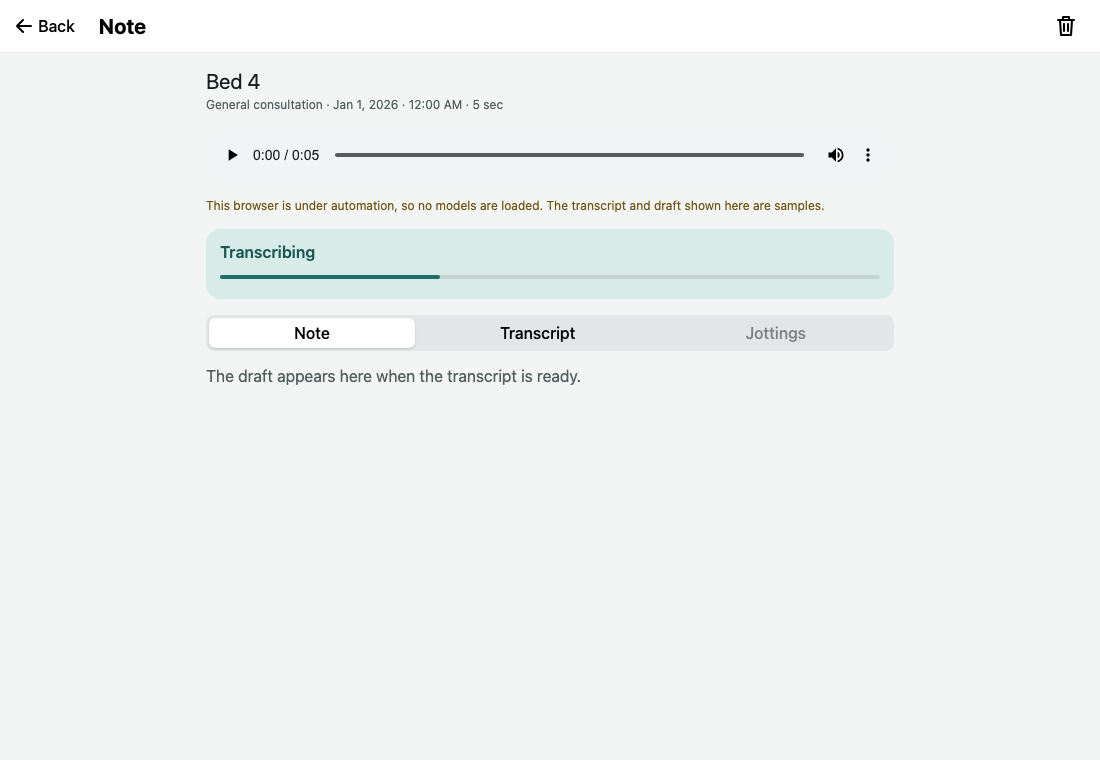 Back Note
Bed 4
General consultation · Jan 1, 2026 · 12:00 AM · 5 sec
0:00 / 0:05
This browser is under automation, so no models are loaded. The transcript and draft shown here are samples.
Transcribing
Note Transcript Jottings
The draft appears here when the transcript is ready.